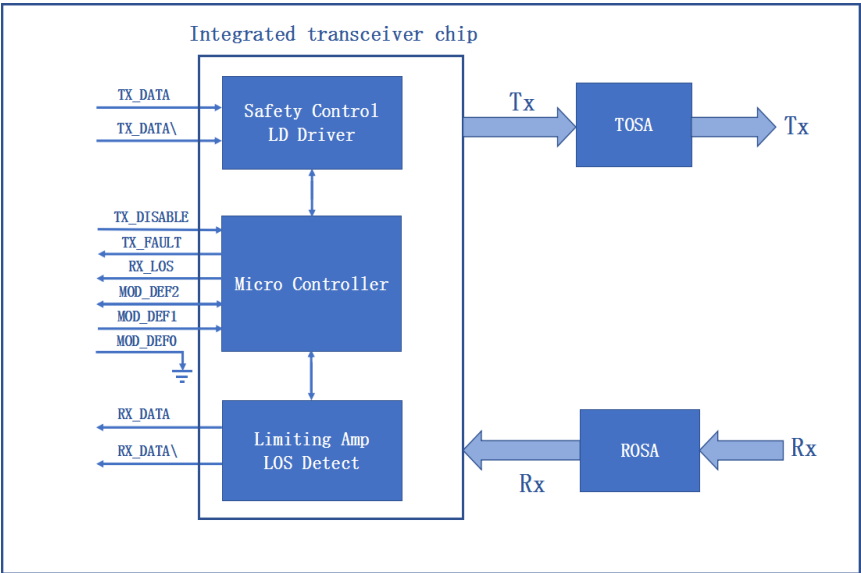 Integrated transceiver chip
TX_DATA
TX_DATA\
Safety Control
LD Driver
Tx
TOSA
Tx
TX_DISABLE
TX_FAULT
RX_LOS
MOD_DEF2
MOD_DEF1
MOD_DEF0
Micro Controller
RX_DATA
RX_DATA\
Limiting Amp
LOS Detect
Rx
ROSA
Rx